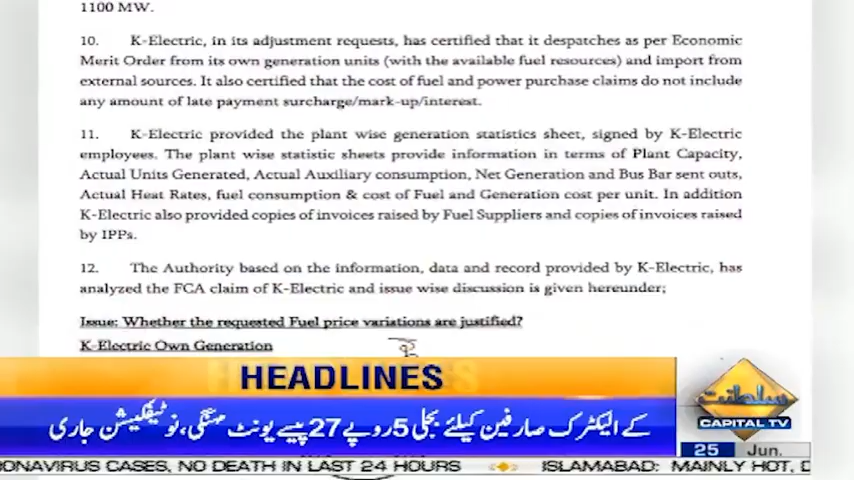 1100 MW.
10. K-Electric, in its adjustment requests, has certified that it despatches as per Economic
Merit Order from its own generation units (with the available fuel resources) and import from
external sources. It also certified that the cost of fuel and power purchase claims do not include
any amount of late payment surcharge/mark-up/interest.
11. K-Electric provided the plant wise generation statistics sheet, signed by K-Electric
employees. The plant wise statistic sheets provide information in terms of Plant Capacity,
Actual Units Generated, Actual Auxiliary consumption, Net Generation and Bus Bar sent outs,
Actual Heat Rates, fuel consumption & cost of Fuel and Generation cost per unit. In addition
K-Electric also provided copies of invoices raised by Fuel Suppliers and copies of invoices raised
by IPPs.
12. The Authority based on the information, data and record provided by K-Electric, has
analyzed the FCA claim of K-Electric and issue wise discussion is given hereunder;
Issue: Whether the requested Fuel price variations are justified?
K-Electric Own Generation
HEADLINES
کے الیکٹرک صارفین کیلئے بجلی 5 روپے 27 پیسے یونٹ مہنگی، نوٹیفکیشن جاری
CAPITAL TV
25 Jun.
ONAVIRUS CASES, NO DEATH IN LAST 24 HOURS ISLAMABAD: MAINLY HOT, D